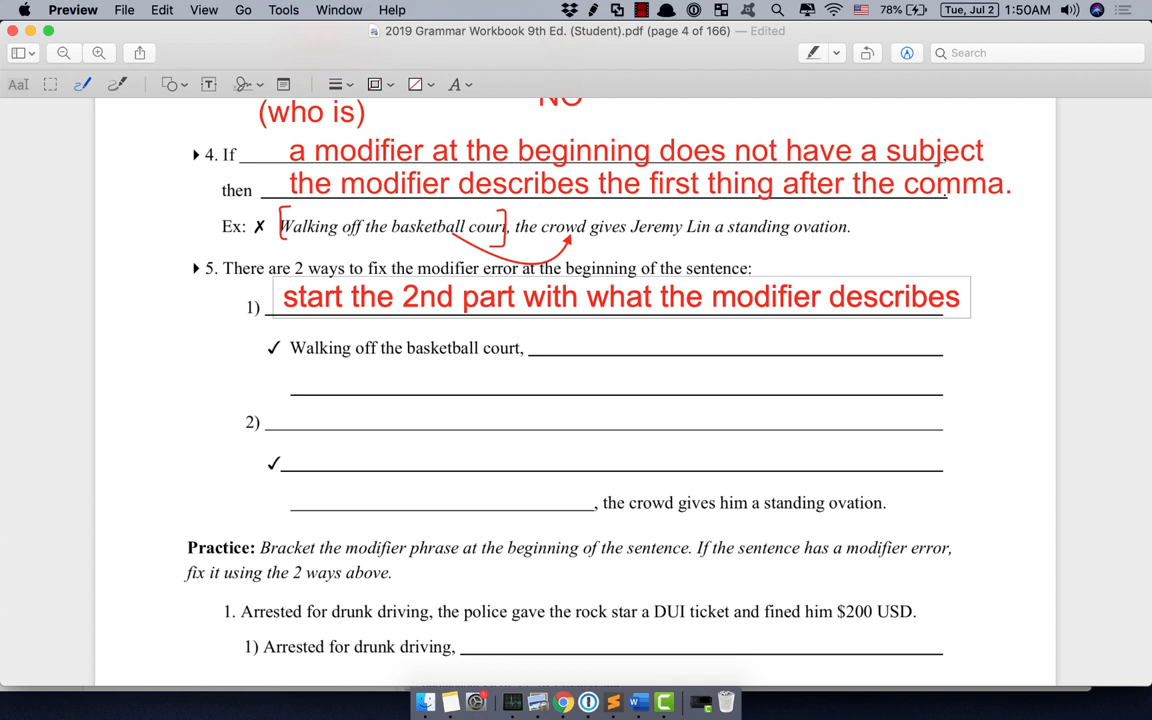 Preview File Edit View Go Tools Window Help 78% Tue, Jul 2 1:50AM
2019 Grammar Workbook 9th Ed. (Student).pdf (page 4 of 166) — Edited
Search
AaI T A
(who is) NO
4. If a modifier at the beginning does not have a subject
then the modifier describes the first thing after the comma.
Ex: ✗ Walking off the basketball court, the crowd gives Jeremy Lin a standing ovation.
5. There are 2 ways to fix the modifier error at the beginning of the sentence:
1) start the 2nd part with what the modifier describes
✓ Walking off the basketball court,
2)
✓
, the crowd gives him a standing ovation.
Practice: Bracket the modifier phrase at the beginning of the sentence. If the sentence has a modifier error,
fix it using the 2 ways above.
1. Arrested for drunk driving, the police gave the rock star a DUI ticket and fined him $200 USD.
1) Arrested for drunk driving,